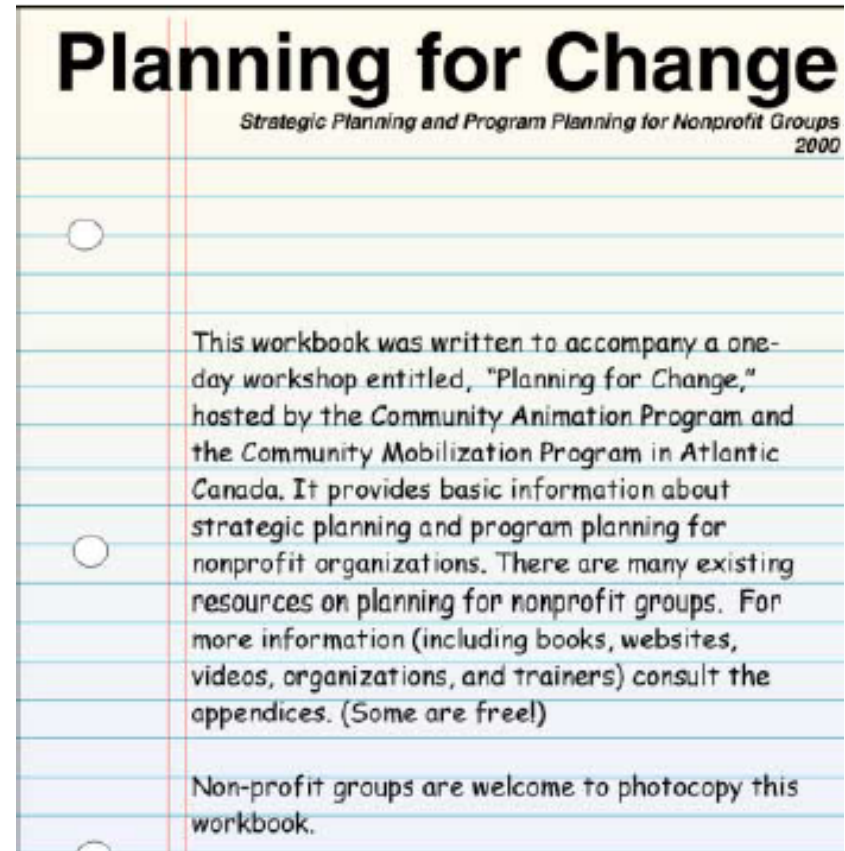 Planning for Change
Strategic Planning and Program Planning for Nonprofit Groups
2000
This workbook was written to accompany a one-
day workshop entitled, "Planning for Change,"
hosted by the Community Animation Program and
the Community Mobilization Program in Atlantic
Canada. It provides basic information about
strategic planning and program planning for
nonprofit organizations. There are many existing
resources on planning for nonprofit groups. For
more information (including books, websites,
videos, organizations, and trainers) consult the
appendices. (Some are free!)
Non-profit groups are welcome to photocopy this
workbook.